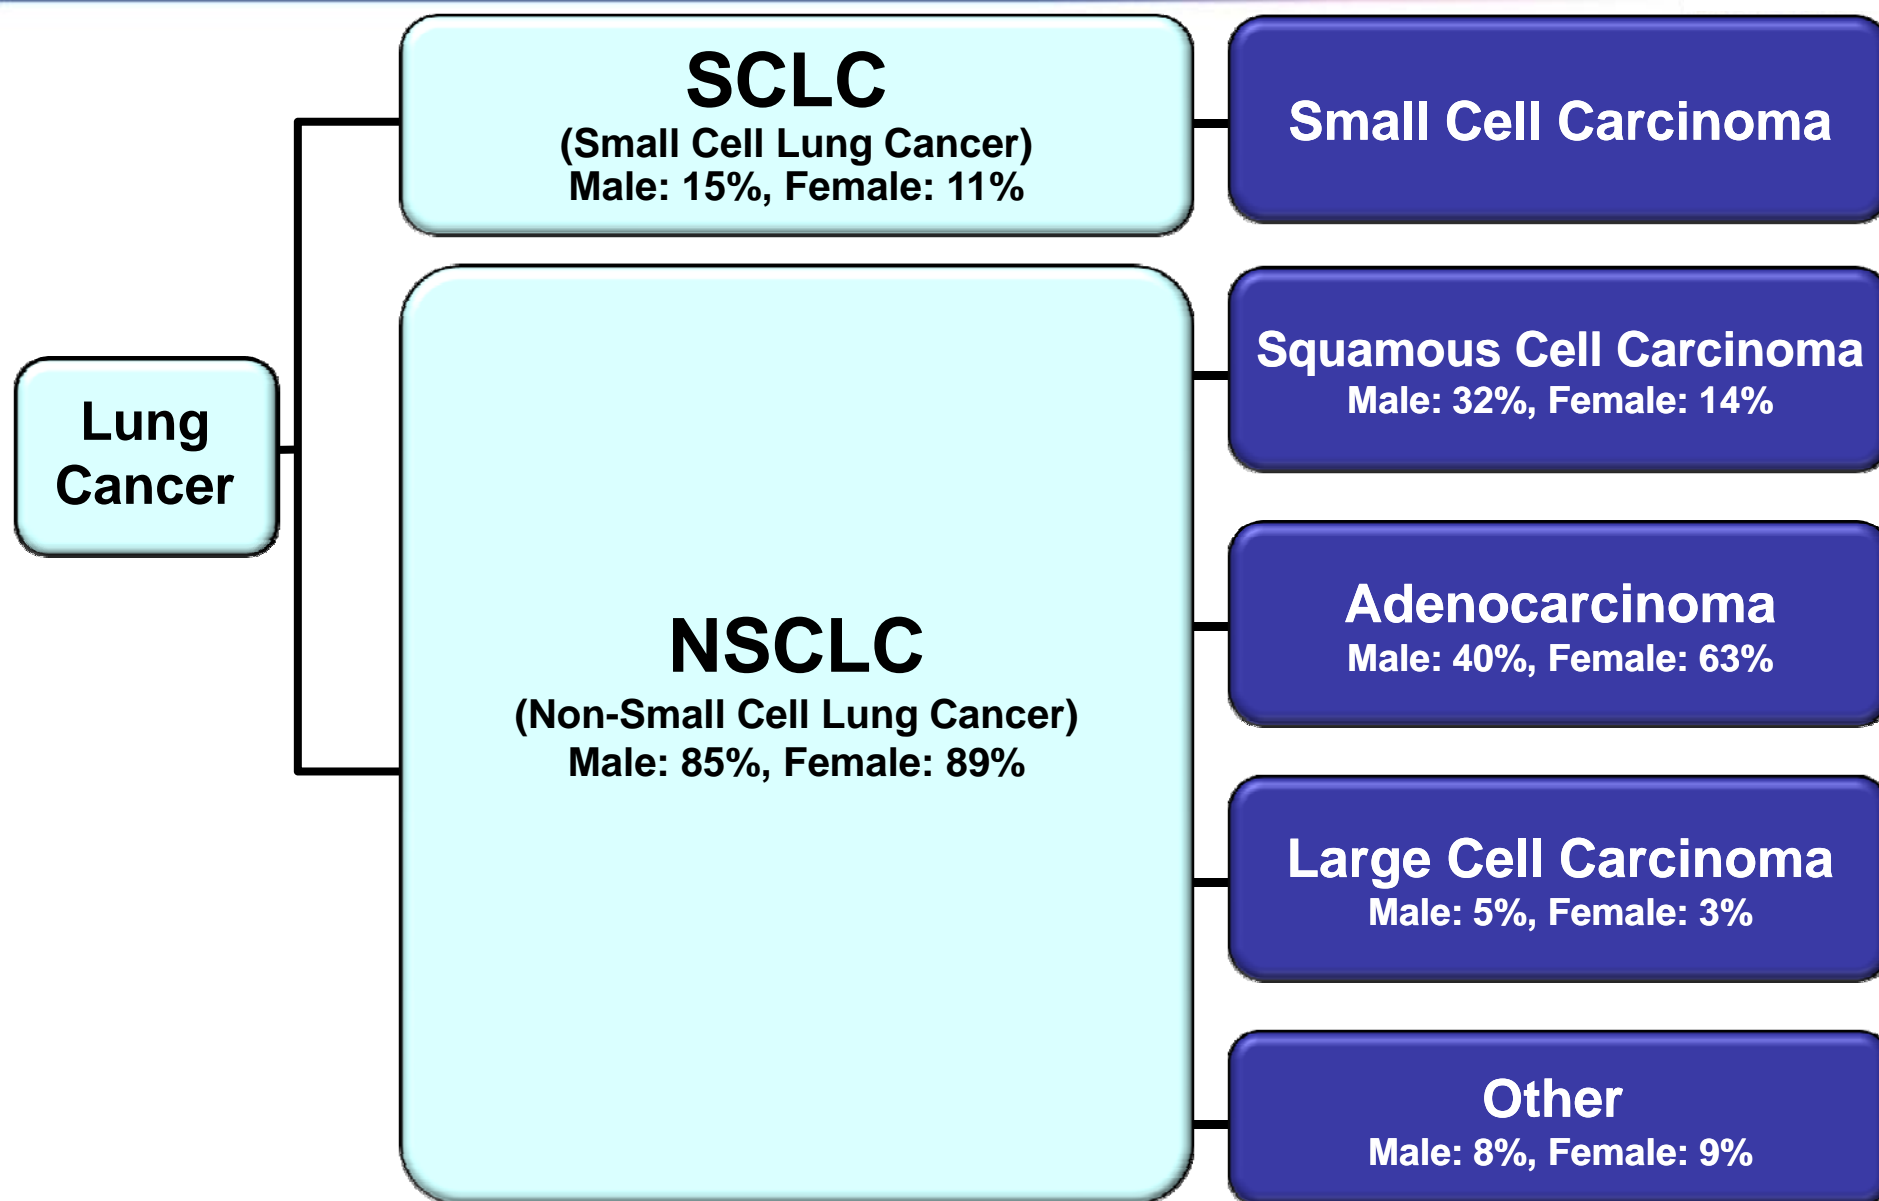 Lung
Cancer
SCLC
(Small Cell Lung Cancer)
Male: 15%, Female: 11%
NSCLC
(Non-Small Cell Lung Cancer)
Male: 85%, Female: 89%
Small Cell Carcinoma
Squamous Cell Carcinoma
Male: 32%, Female: 14%
Adenocarcinoma
Male: 40%, Female: 63%
Large Cell Carcinoma
Male: 5%, Female: 3%
Other
Male: 8%, Female: 9%